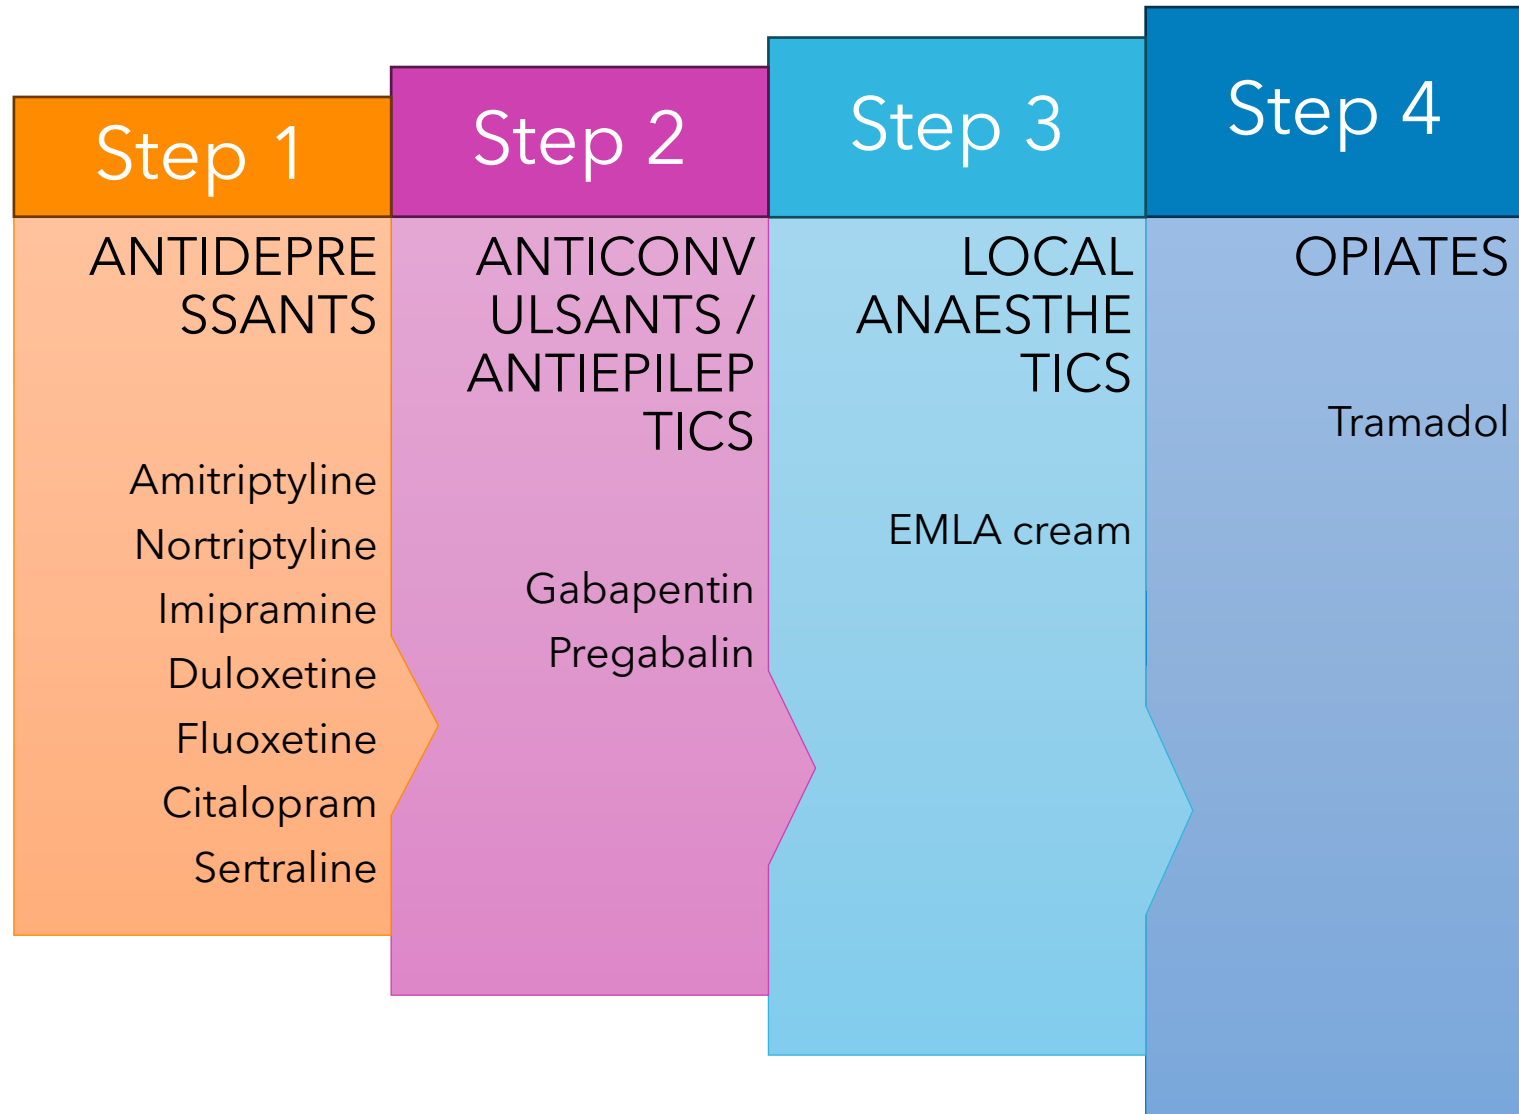 Step 1
ANTIDEPRE
SSANTS
Amitriptyline
Nortriptyline
Imipramine
Duloxetine
Fluoxetine
Citalopram
Sertraline
Step 2
ANTICONV
ULSANTS /
ANTIEPILEP
TICS
Gabapentin
Pregabalin
Step 3
LOCAL
ANAESTHE
TICS
EMLA cream
Step 4
OPIATES
Tramadol